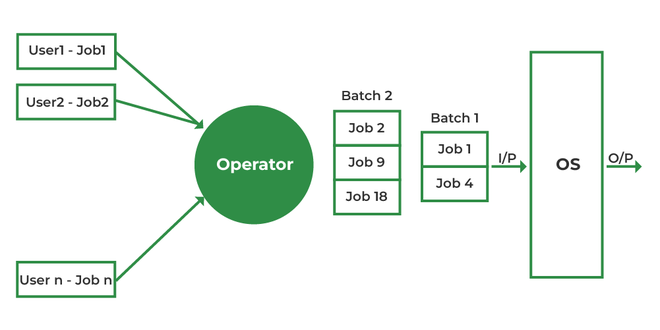 User1 - Job1
User2 - Job2
User n - Job n
Operator
Batch 2
Job 2
Job 9
Job 18
Batch 1
Job 1
Job 4
I/P
OS
O/P